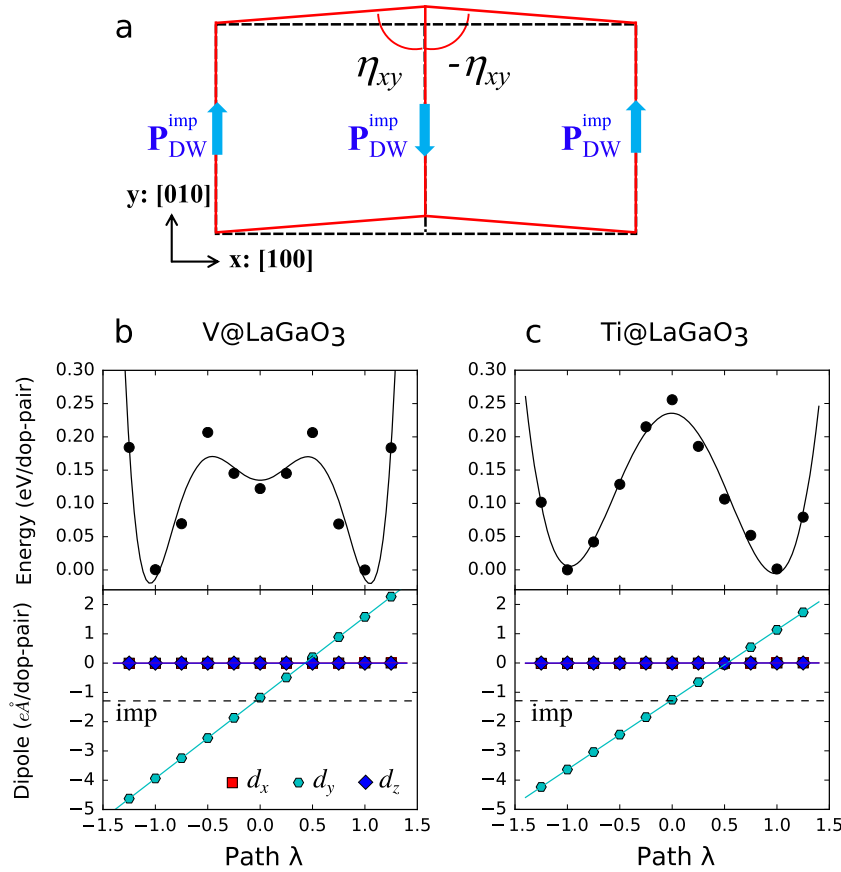 a
η_xy -η_xy
P_DW^imp P_DW^imp P_DW^imp
y: [010]
x: [100]
b V@LaGaO₃
c Ti@LaGaO₃
Energy (eV/dop-pair)
0.30
0.25
0.20
0.15
0.10
0.05
0.00
0.30
0.25
0.20
0.15
0.10
0.05
0.00
Dipole (eÅ/dop-pair)
2
1
0
−1
−2
−3
−4
−5
imp
d_x d_y d_z
2
1
0
−1
−2
−3
−4
−5
imp
−1.5 −1.0 −0.5 0.0 0.5 1.0 1.5
Path λ
−1.5 −1.0 −0.5 0.0 0.5 1.0 1.5
Path λ